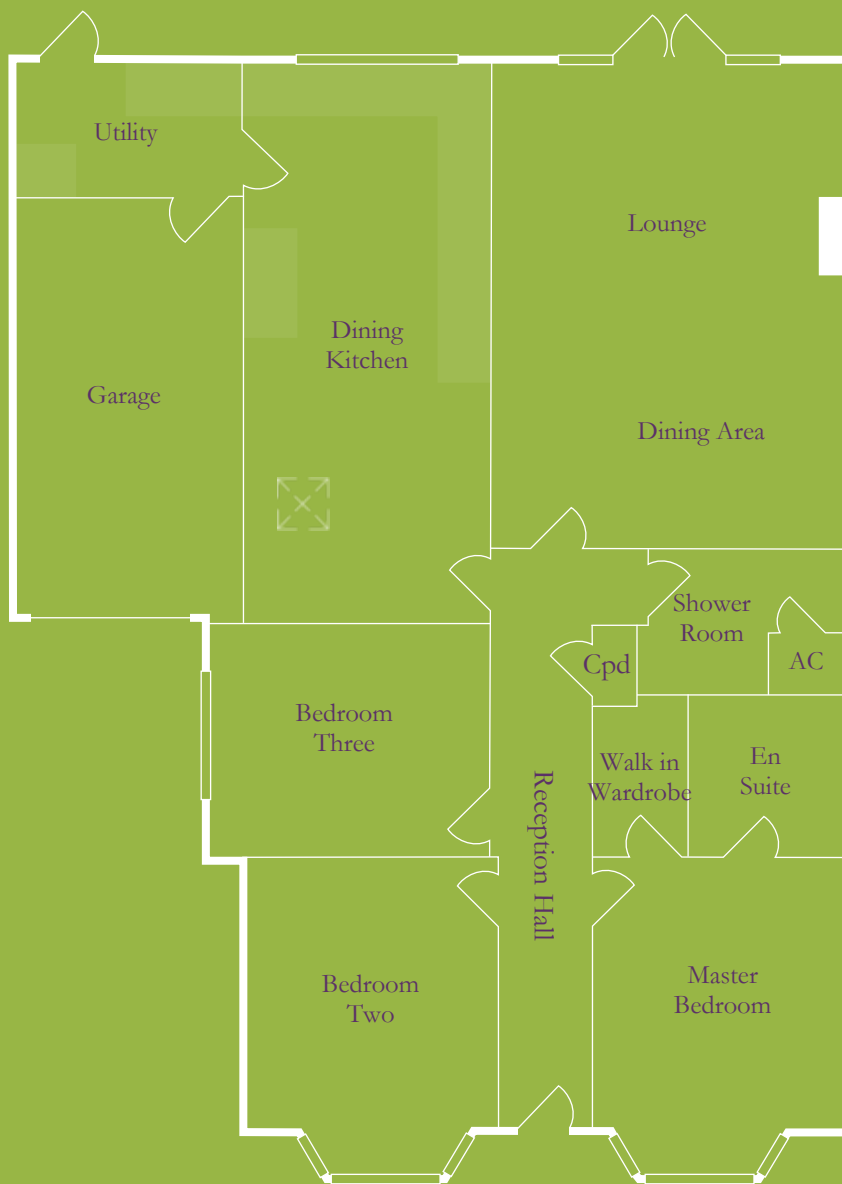 Utility
Lounge
Dining
Kitchen
Garage
Dining Area
Shower
Room
Cpd
AC
Bedroom
Three
Walk in
Wardrobe
En
Suite
Reception Hall
Bedroom
Two
Master
Bedroom